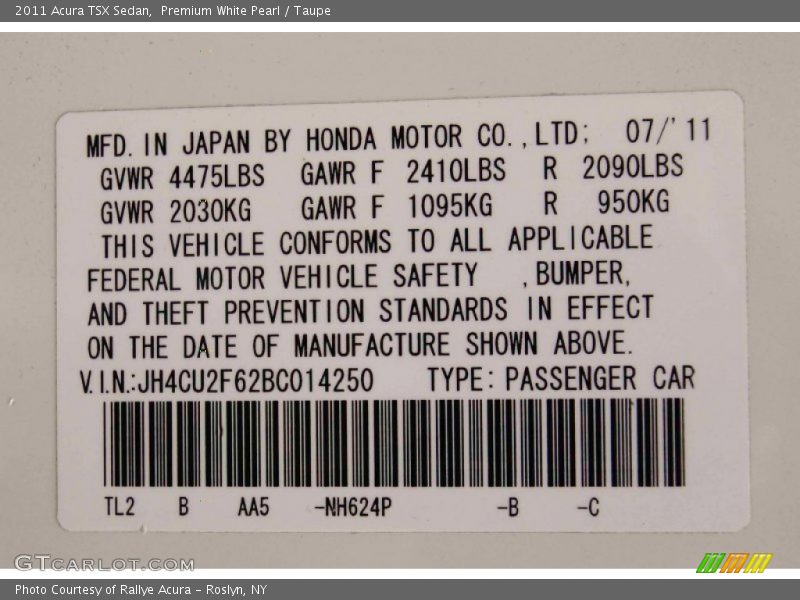 2011 Acura TSX Sedan,  Premium White Pearl / Taupe
MFD. IN JAPAN BY HONDA MOTOR CO.,LTD; 07/'11
GVWR 4475LBS GAWR F 2410LBS R 2090LBS
GVWR 2030KG GAWR F 1095KG R 950KG
THIS VEHICLE CONFORMS TO ALL APPLICABLE
FEDERAL MOTOR VEHICLE SAFETY ,BUMPER,
AND THEFT PREVENTION STANDARDS IN EFFECT
ON THE DATE OF MANUFACTURE SHOWN ABOVE.
V.I.N.:JH4CU2F62BC014250 TYPE: PASSENGER CAR
TL2 B AA5 -NH624P -B -C
GTCARLOT.COM
Photo Courtesy of Rallye Acura - Roslyn, NY